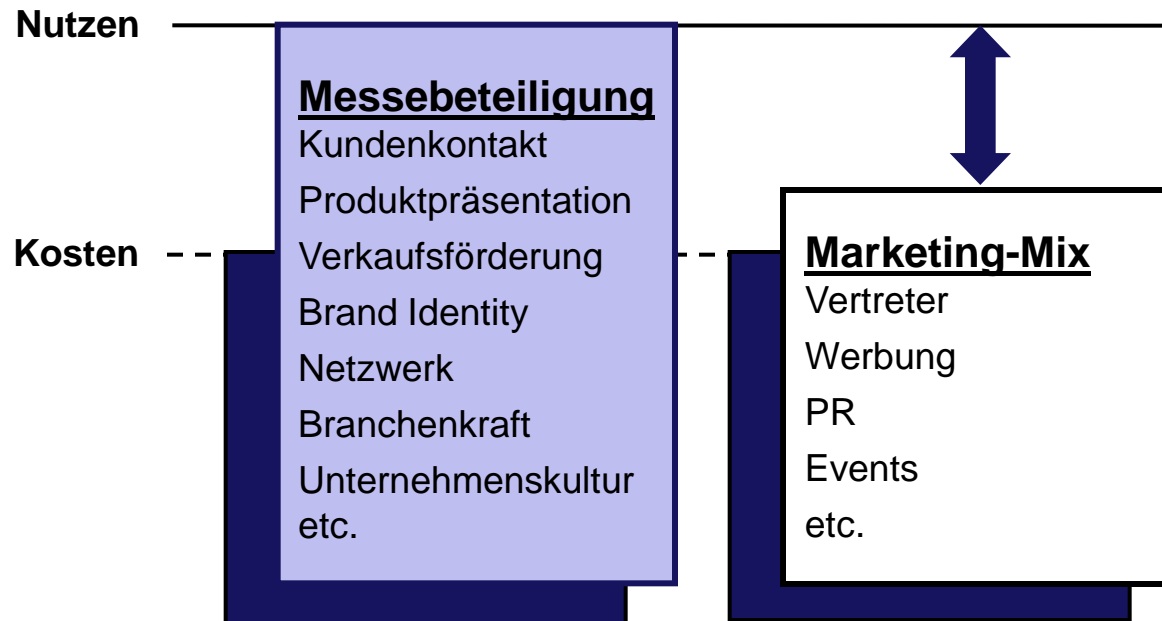 Nutzen
Kosten
Messebeteiligung
Kundenkontakt
Produktpräsentation
Verkaufsförderung
Brand Identity
Netzwerk
Branchenkraft
Unternehmenskultur
etc.
Marketing-Mix
Vertreter
Werbung
PR
Events
etc.